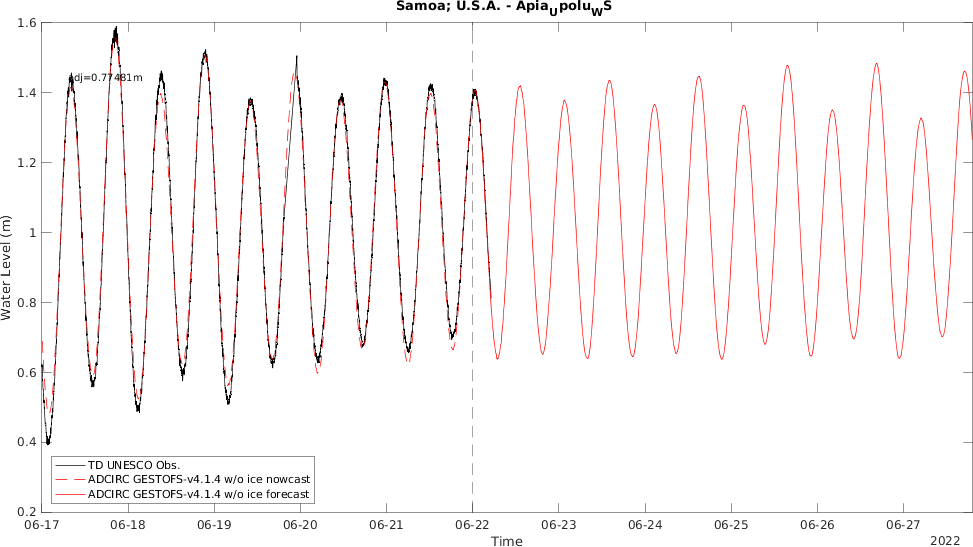 Samoa; U.S.A. - Apia_Upolu_WS
1.6
adj=0.77481m
1.4
1.2
1
0.8
0.6
0.4
0.2
Water Level (m)
TD UNESCO Obs.
ADCIRC GESTOFS-v4.1.4 w/o ice nowcast
ADCIRC GESTOFS-v4.1.4 w/o ice forecast
06-17 06-18 06-19 06-20 06-21 06-22 06-23 06-24 06-25 06-26 06-27
Time
2022